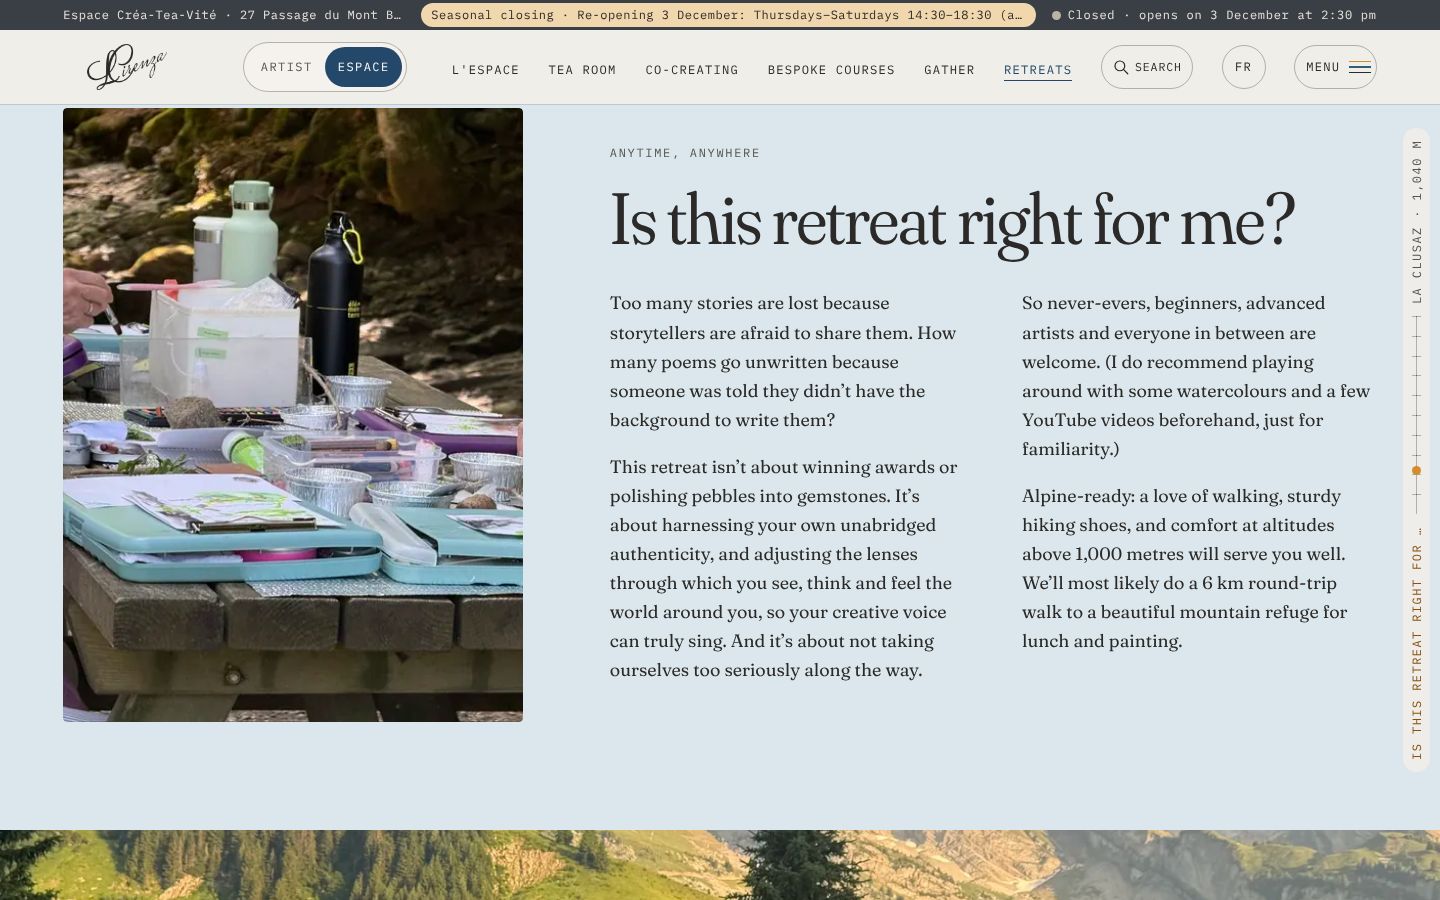 Espace Créa-Tea-Vité · 27 Passage du Mont B…
Seasonal closing · Re-opening 3 December: Thursdays–Saturdays 14:30–18:30 (a…
Closed · opens on 3 December at 2:30 pm
Lirenza
ARTIST
ESPACE
L'ESPACE
TEA ROOM
CO-CREATING
BESPOKE COURSES
GATHER
RETREATS
SEARCH
FR
MENU
ANYTIME, ANYWHERE
Is this retreat right for me?
Too many stories are lost because
storytellers are afraid to share them. How
many poems go unwritten because
someone was told they didn’t have the
background to write them?
This retreat isn’t about winning awards or
polishing pebbles into gemstones. It’s
about harnessing your own unabridged
authenticity, and adjusting the lenses
through which you see, think and feel the
world around you, so your creative voice
can truly sing. And it’s about not taking
ourselves too seriously along the way.
So never-evers, beginners, advanced
artists and everyone in between are
welcome. (I do recommend playing
around with some watercolours and a few
YouTube videos beforehand, just for
familiarity.)
Alpine-ready: a love of walking, sturdy
hiking shoes, and comfort at altitudes
above 1,000 metres will serve you well.
We’ll most likely do a 6 km round-trip
walk to a beautiful mountain refuge for
lunch and painting.
LA CLUSAZ · 1,040 M
IS THIS RETREAT RIGHT FOR …